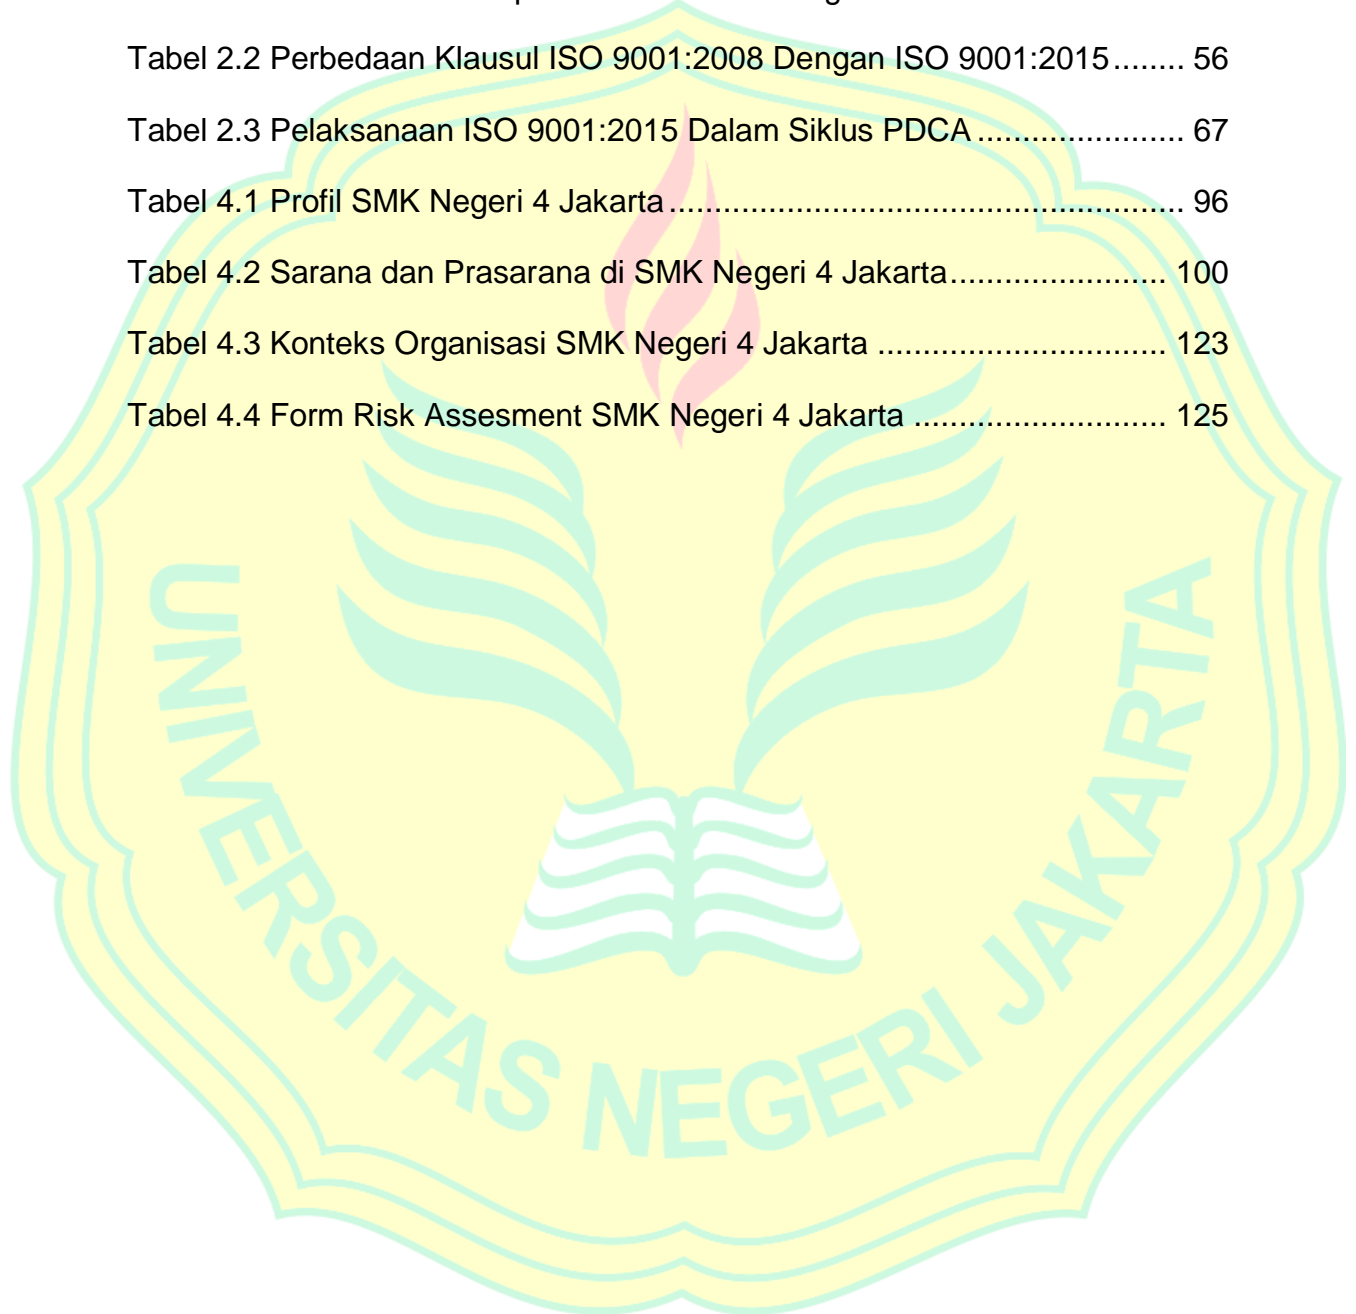 Tabel 2.2 Perbedaan Klausul ISO 9001:2008 Dengan ISO 9001:2015 ........ 56
Tabel 2.3 Pelaksanaan ISO 9001:2015 Dalam Siklus PDCA ....................... 67
Tabel 4.1 Profil SMK Negeri 4 Jakarta ......................................................... 96
Tabel 4.2 Sarana dan Prasarana di SMK Negeri 4 Jakarta ........................ 100
Tabel 4.3 Konteks Organisasi SMK Negeri 4 Jakarta ................................ 123
Tabel 4.4 Form Risk Assesment SMK Negeri 4 Jakarta ............................ 125
UNIVERSITAS NEGERI JAKARTA